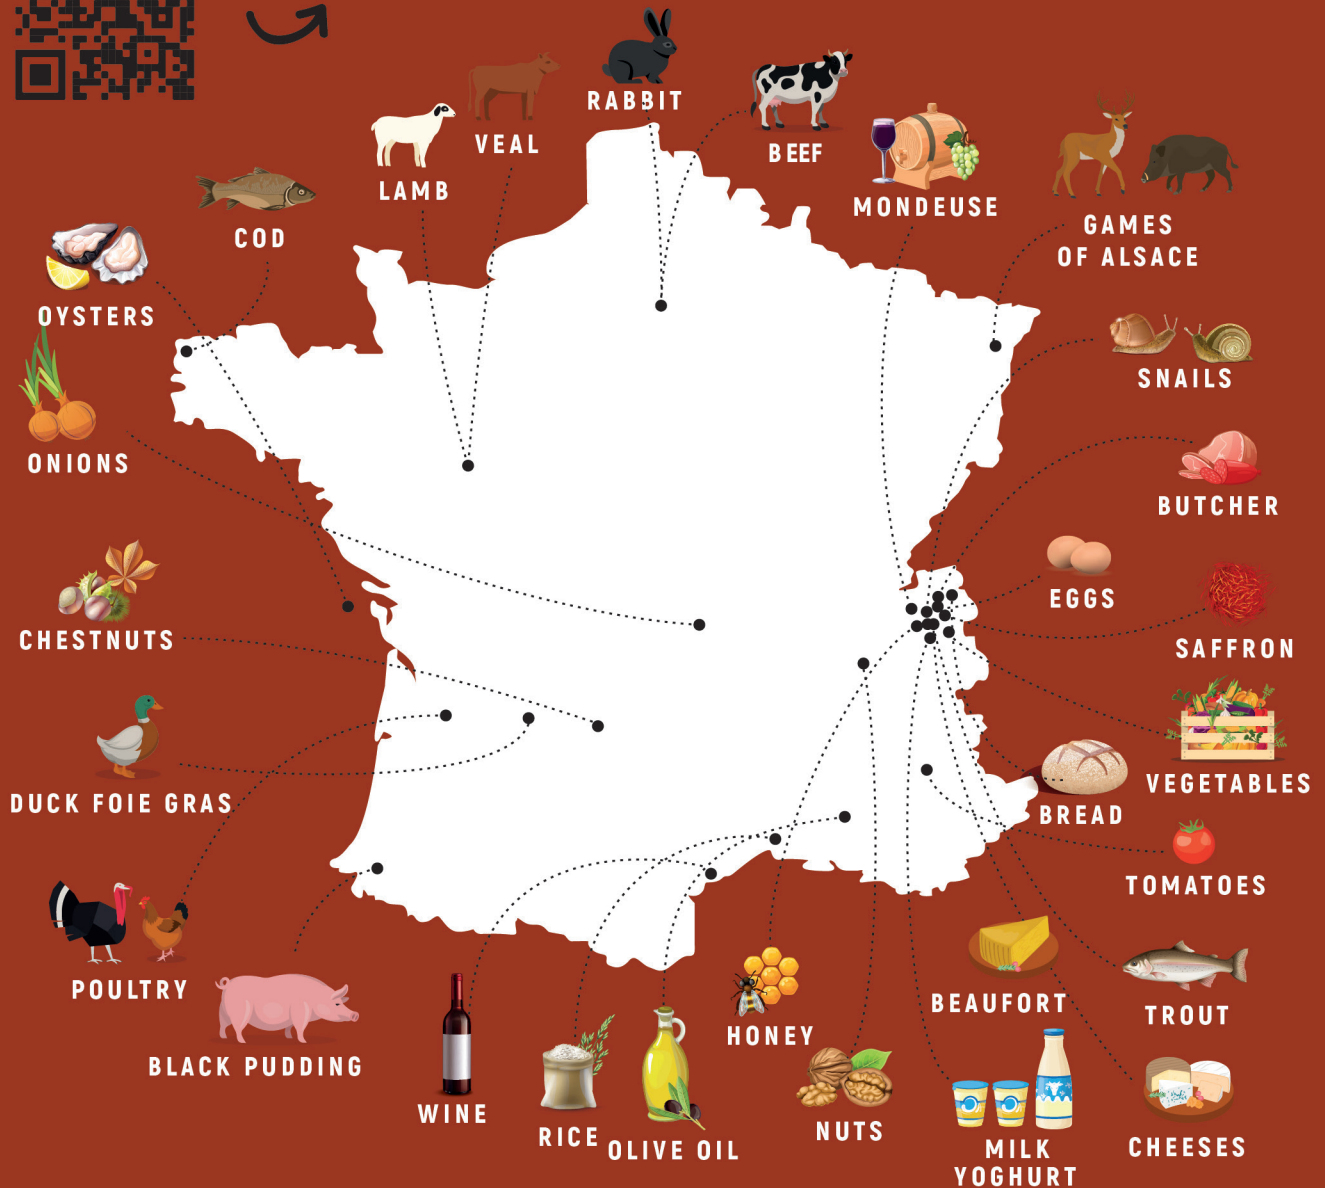 RABBIT
VEAL
BEEF
LAMB
MONDEUSE
COD
GAMES
OF ALSACE
OYSTERS
SNAILS
ONIONS
BUTCHER
EGGS
CHESTNUTS
SAFFRON
DUCK FOIE GRAS
VEGETABLES
BREAD
TOMATOES
POULTRY
BEAUFORT
TROUT
BLACK PUDDING
HONEY
WINE
RICE
OLIVE OIL
NUTS
MILK
YOGHURT
CHEESES